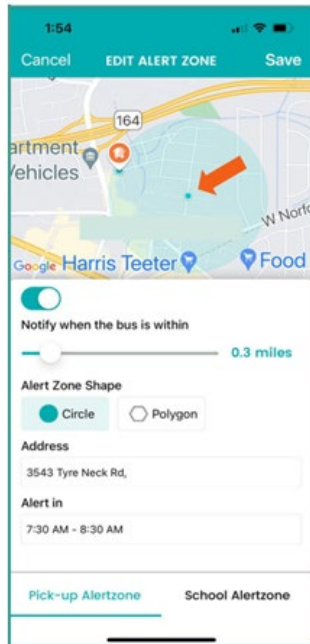 1:54
Cancel EDIT ALERT ZONE Save
164
artment
Vehicles
W Norfo
Google Harris Teeter Food
Notify when the bus is within
0.3 miles
Alert Zone Shape
Circle Polygon
Address
3543 Tyre Neck Rd,
Alert in
7:30 AM - 8:30 AM
Pick-up Alertzone School Alertzone